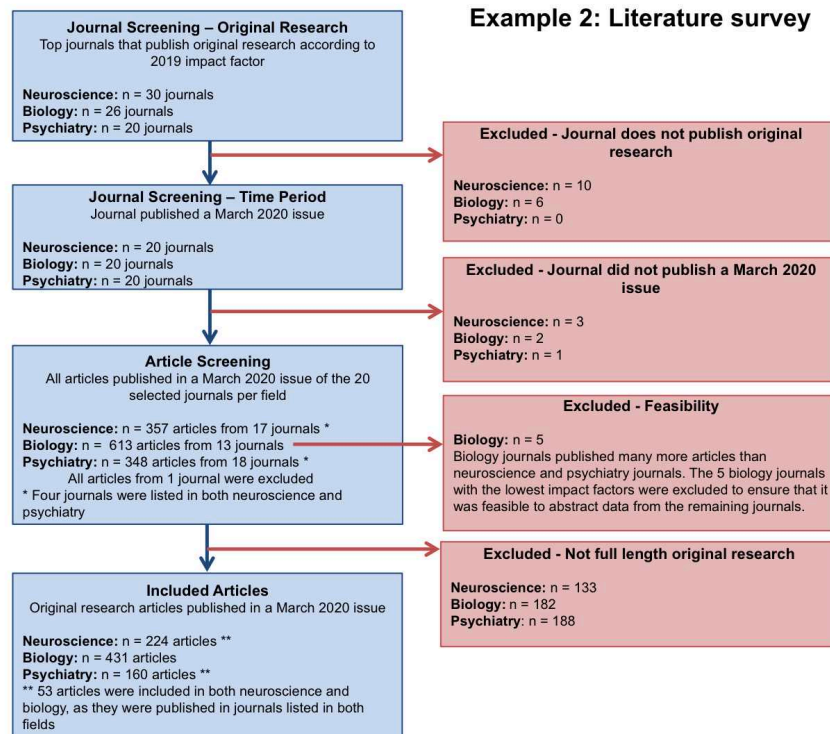 Example 2: Literature survey
Journal Screening – Original Research
Top journals that publish original research according to
2019 impact factor
Neuroscience: n = 30 journals
Biology: n = 26 journals
Psychiatry: n = 20 journals
Excluded - Journal does not publish original
research
Neuroscience: n = 10
Biology: n = 6
Psychiatry: n = 0
Journal Screening – Time Period
Journal published a March 2020 issue
Neuroscience: n = 20 journals
Biology: n = 20 journals
Psychiatry: n = 20 journals
Excluded - Journal did not publish a March 2020
issue
Neuroscience: n = 3
Biology: n = 2
Psychiatry: n = 1
Article Screening
All articles published in a March 2020 issue of the 20
selected journals per field
Neuroscience: n = 357 articles from 17 journals *
Biology: n = 613 articles from 13 journals
Psychiatry: n = 348 articles from 18 journals *
All articles from 1 journal were excluded
* Four journals were listed in both neuroscience and
psychiatry
Excluded - Feasibility
Biology: n = 5
Biology journals published many more articles than
neuroscience and psychiatry journals. The 5 biology journals
with the lowest impact factors were excluded to ensure that it
was feasible to abstract data from the remaining journals.
Excluded - Not full length original research
Neuroscience: n = 133
Biology: n = 182
Psychiatry: n = 188
Included Articles
Original research articles published in a March 2020 issue
Neuroscience: n = 224 articles **
Biology: n = 431 articles
Psychiatry: n = 160 articles **
** 53 articles were included in both neuroscience and
biology, as they were published in journals listed in both
fields